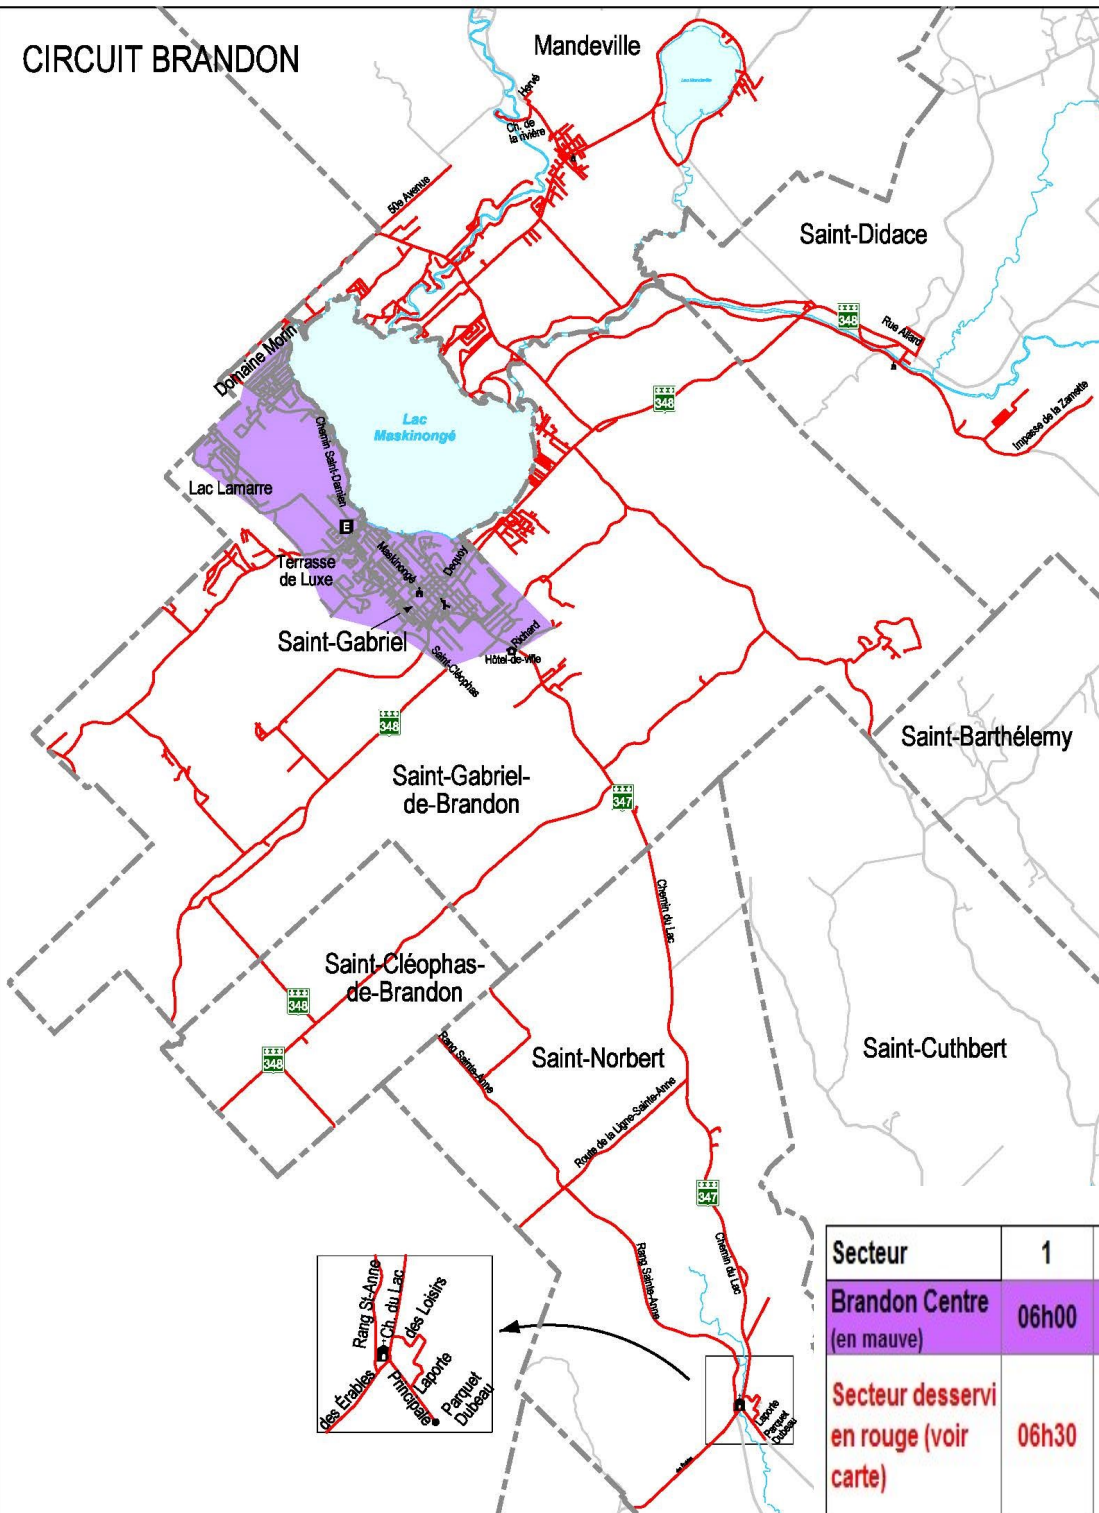 CIRCUIT BRANDON
Mandeville
Lac Mandeville
Hervé
Ch. de
la rivière
50e Avenue
Saint-Didace
348
Rue Allard
Domaine Morin
348
Impasse de la Zamette
Lac
Maskinongé
Chemin Saint-Damien
Lac Lamarre
E
Terrasse
de Luxe
Maskinongé
Dequoy
Saint-Gabriel
Richard
Hôtel-de-ville
Saint-Cléophas
348
Saint-Barthélemy
Saint-Gabriel-
de-Brandon
347
Chemin du Lac
Saint-Cléophas-
de-Brandon
348
348
Rang Sainte-Anne
Saint-Norbert
Saint-Cuthbert
Route de la Ligne-Sainte-Anne
347
Rang Sainte-Anne
Chemin du Lac
Rang St-Anne
Ch. du Lac
des Loisirs
Laporte
Parquet
Dubeau
Principale
des Érables
Laporte
Parquet
Dubeau
Secteur 1
Brandon Centre
(en mauve) 06h00
Secteur desservi
en rouge (voir 06h30
carte)